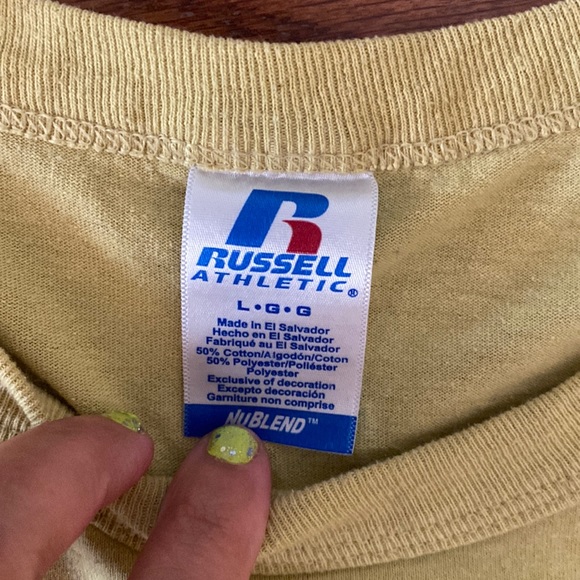 R
RUSSELL
ATHLETIC®
L•G•G
Made in El Salvador
Hecho en El Salvador
Fabriqué au El Salvador
50% Cotton/Algodón/Coton
50% Polyester/Poliéster
Polyester
Exclusive of decoration
Excepto decoración
Garniture non comprise
NUBLEND™